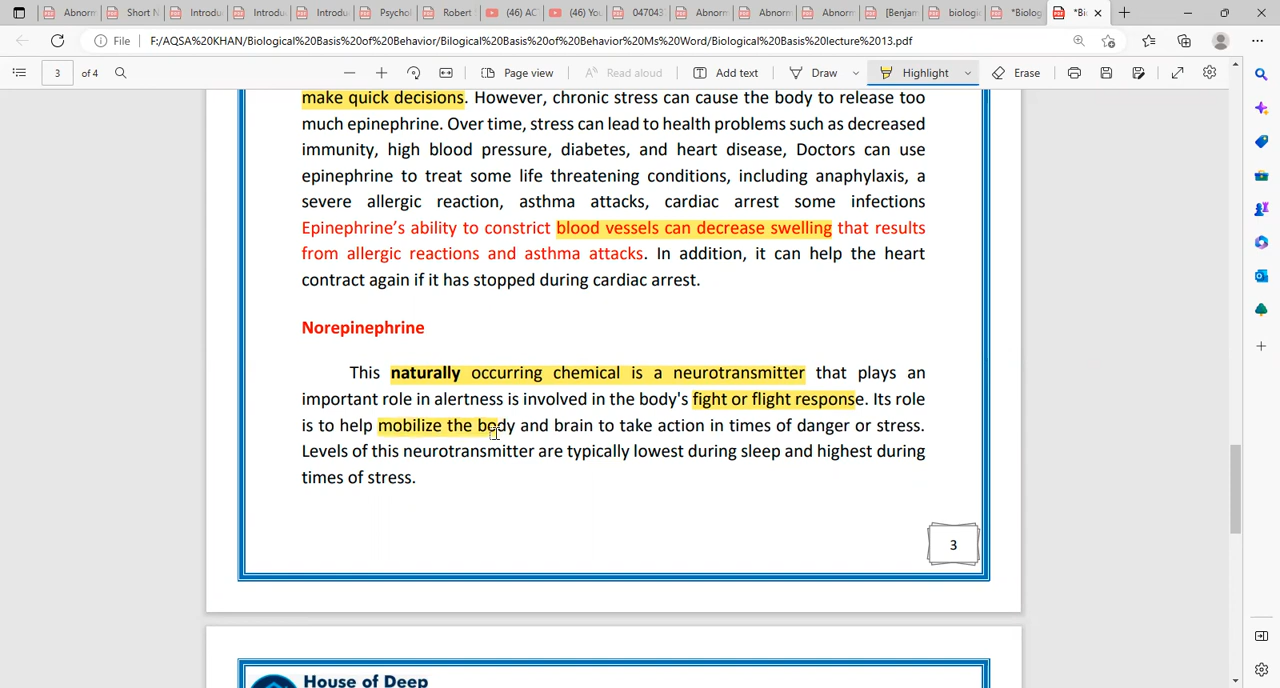 Abnorm
Short N
Introdu
Introdu
Introdu
Psychol
Robert
(46) AC
(46) You
047043
Abnorm
Abnorm
Abnorm
[Benjam
biologi
*Biolog
*Bi
File
F:/AQSA%20KHAN/Biological%20Basis%20of%20Behavior/Bilogical%20Basis%20of%20Behavior%20Ms%20Word/Biological%20Basis%20lecture%2013.pdf
3 of 4
Page view
Read aloud
Add text
Draw
Highlight
Erase
make quick decisions. However, chronic stress can cause the body to release too
much epinephrine. Over time, stress can lead to health problems such as decreased
immunity, high blood pressure, diabetes, and heart disease, Doctors can use
epinephrine to treat some life threatening conditions, including anaphylaxis, a
severe allergic reaction, asthma attacks, cardiac arrest some infections
Epinephrine's ability to constrict blood vessels can decrease swelling that results
from allergic reactions and asthma attacks. In addition, it can help the heart
contract again if it has stopped during cardiac arrest.
Norepinephrine
This naturally occurring chemical is a neurotransmitter that plays an
important role in alertness is involved in the body's fight or flight response. Its role
is to help mobilize the body and brain to take action in times of danger or stress.
Levels of this neurotransmitter are typically lowest during sleep and highest during
times of stress.
3
House of Deep